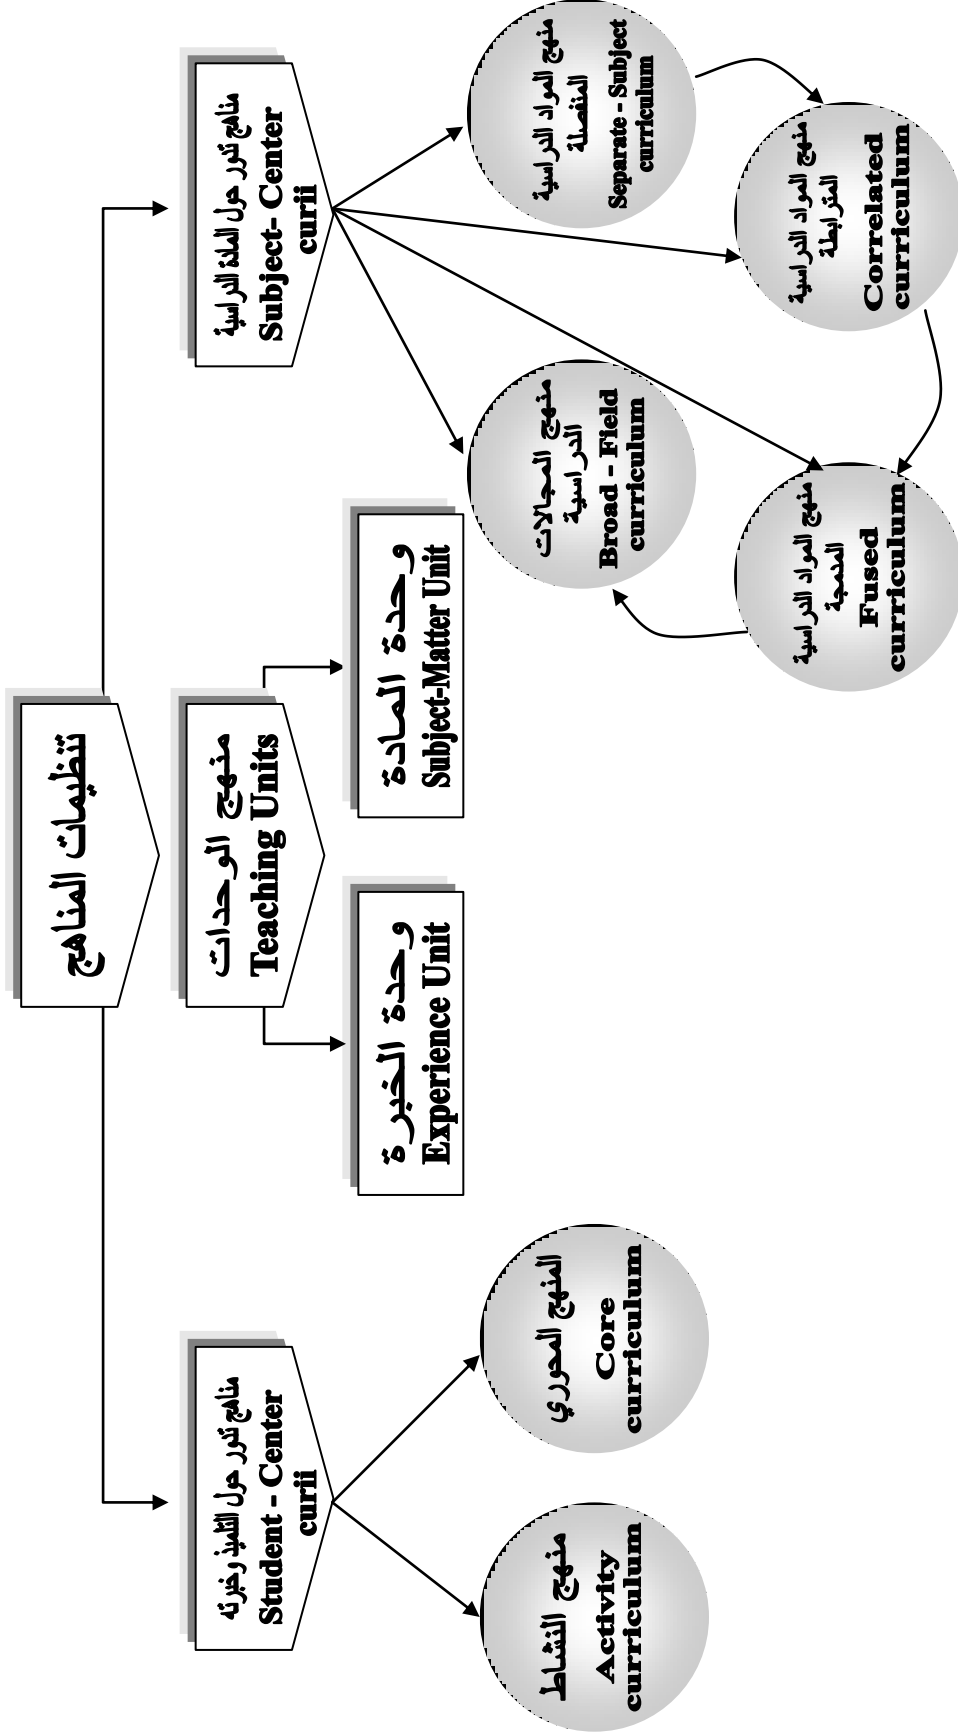 تنظيمات المناهج
مناهج تدور حول المادة الدراسية
Subject- Center
curii
منهج الوحدات
Teaching Units
مناهج تدور حول التلميذ وخبرته
Student - Center
curii
وحدة المادة
Subject-Matter Unit
وحدة الخبرة
Experience Unit
منهج المواد الدراسية
المنفصلة
Separate - Subject
curriculum
منهج المواد الدراسية
المترابطة
Correlated
curriculum
منهج المواد الدراسية
المدمجة
Fused
curriculum
منهج المجالات
الدراسية
Broad - Field
curriculum
المنهج المحوري
Core
curriculum
منهج النشاط
Activity
curriculum